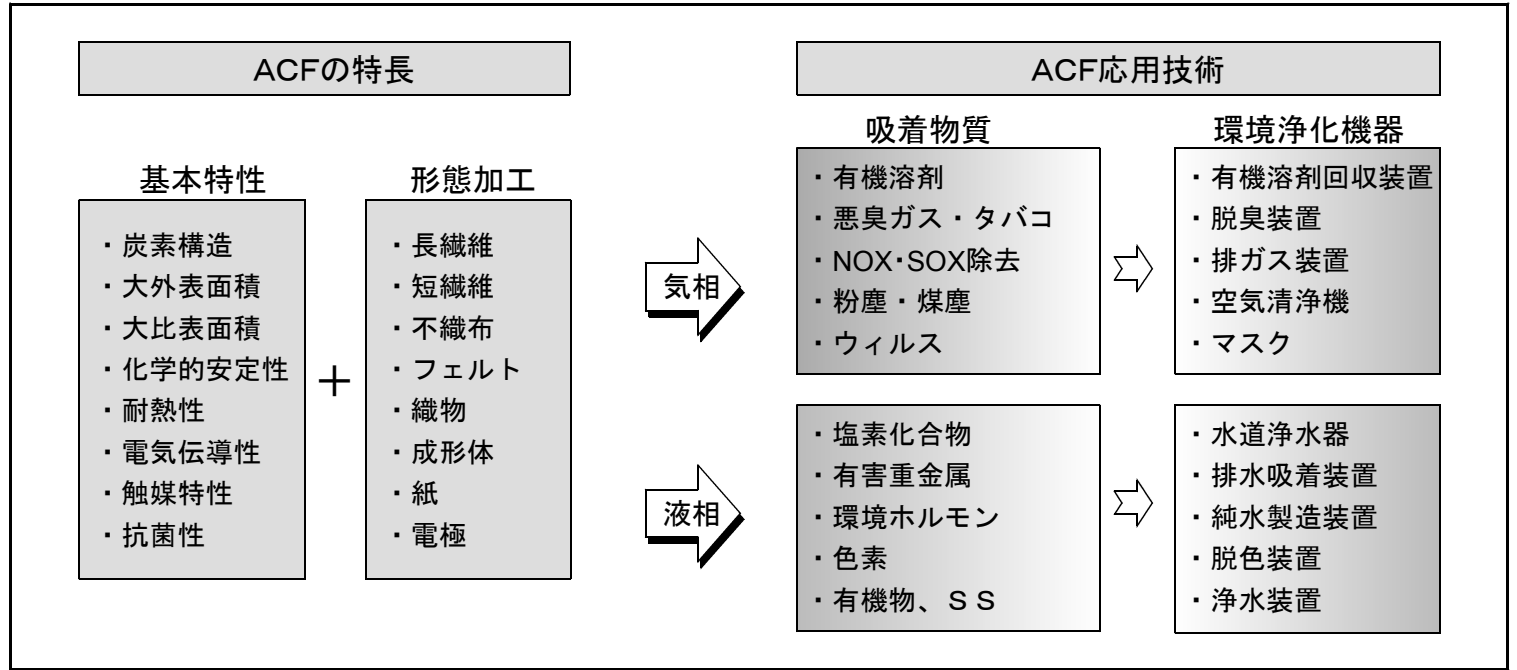 ACFの特長
基本特性
・炭素構造
・大外表面積
・大比表面積
・化学的安定性
・耐熱性
・電気伝導性
・触媒特性
・抗菌性
＋
形態加工
・長繊維
・短繊維
・不織布
・フェルト
・織物
・成形体
・紙
・電極
ACF応用技術
吸着物質
環境浄化機器
気相
・有機溶剤
・悪臭ガス・タバコ
・NOX・SOX除去
・粉塵・煤塵
・ウィルス
・有機溶剤回収装置
・脱臭装置
・排ガス装置
・空気清浄機
・マスク
液相
・塩素化合物
・有害重金属
・環境ホルモン
・色素
・有機物、ＳＳ
・水道浄水器
・排水吸着装置
・純水製造装置
・脱色装置
・浄水装置